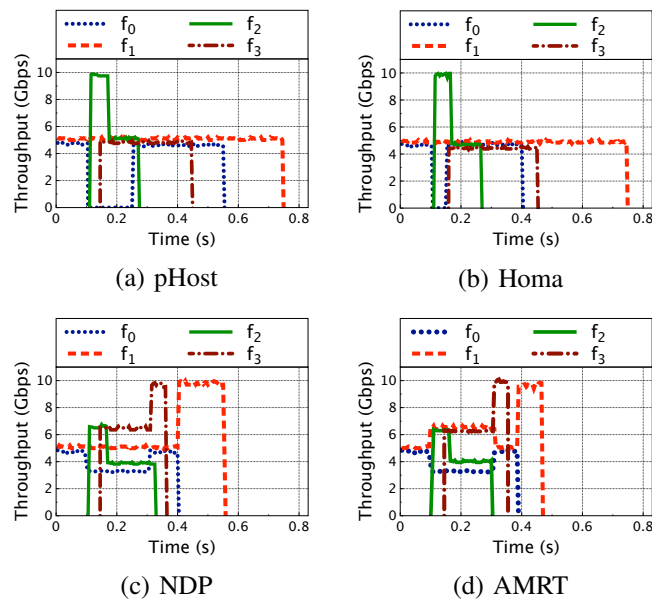 f0 f2
f1 f3
Throughput (Gbps)
10
8
6
4
2
0
0 0.2 0.4 0.6 0.8
Time (s)
(a) pHost
f0 f2
f1 f3
Throughput (Gbps)
10
8
6
4
2
0
0 0.2 0.4 0.6 0.8
Time (s)
(b) Homa
f0 f2
f1 f3
Throughput (Gbps)
10
8
6
4
2
0
0 0.2 0.4 0.6 0.8
Time (s)
(c) NDP
f0 f2
f1 f3
Throughput (Gbps)
10
8
6
4
2
0
0 0.2 0.4 0.6 0.8
Time (s)
(d) AMRT